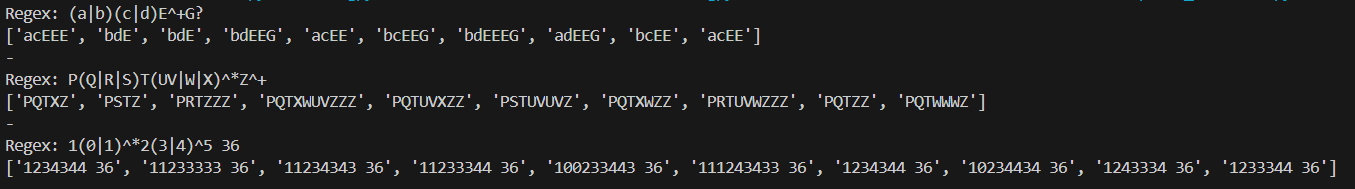 Regex: (a|b)(c|d)E^+G?
['acEEE', 'bdE', 'bdE', 'bdEEG', 'acEE', 'bcEEG', 'bdEEEG', 'adEEG', 'bcEE', 'acEE']
-
Regex: P(Q|R|S)T(UV|W|X)^*Z^+
['PQTXZ', 'PSTZ', 'PRTZZZ', 'PQTXWUVZZZ', 'PQTUVXZZ', 'PSTUVUVZ', 'PQTXWZZ', 'PRTUVWZZZ', 'PQTZZ', 'PQTWWWZ']
-
Regex: 1(0|1)^*2(3|4)^5 36
['1234344 36', '11233333 36', '11234343 36', '11233344 36', '100233443 36', '111243433 36', '1234344 36', '10234434 36', '1243334 36', '1233344 36']